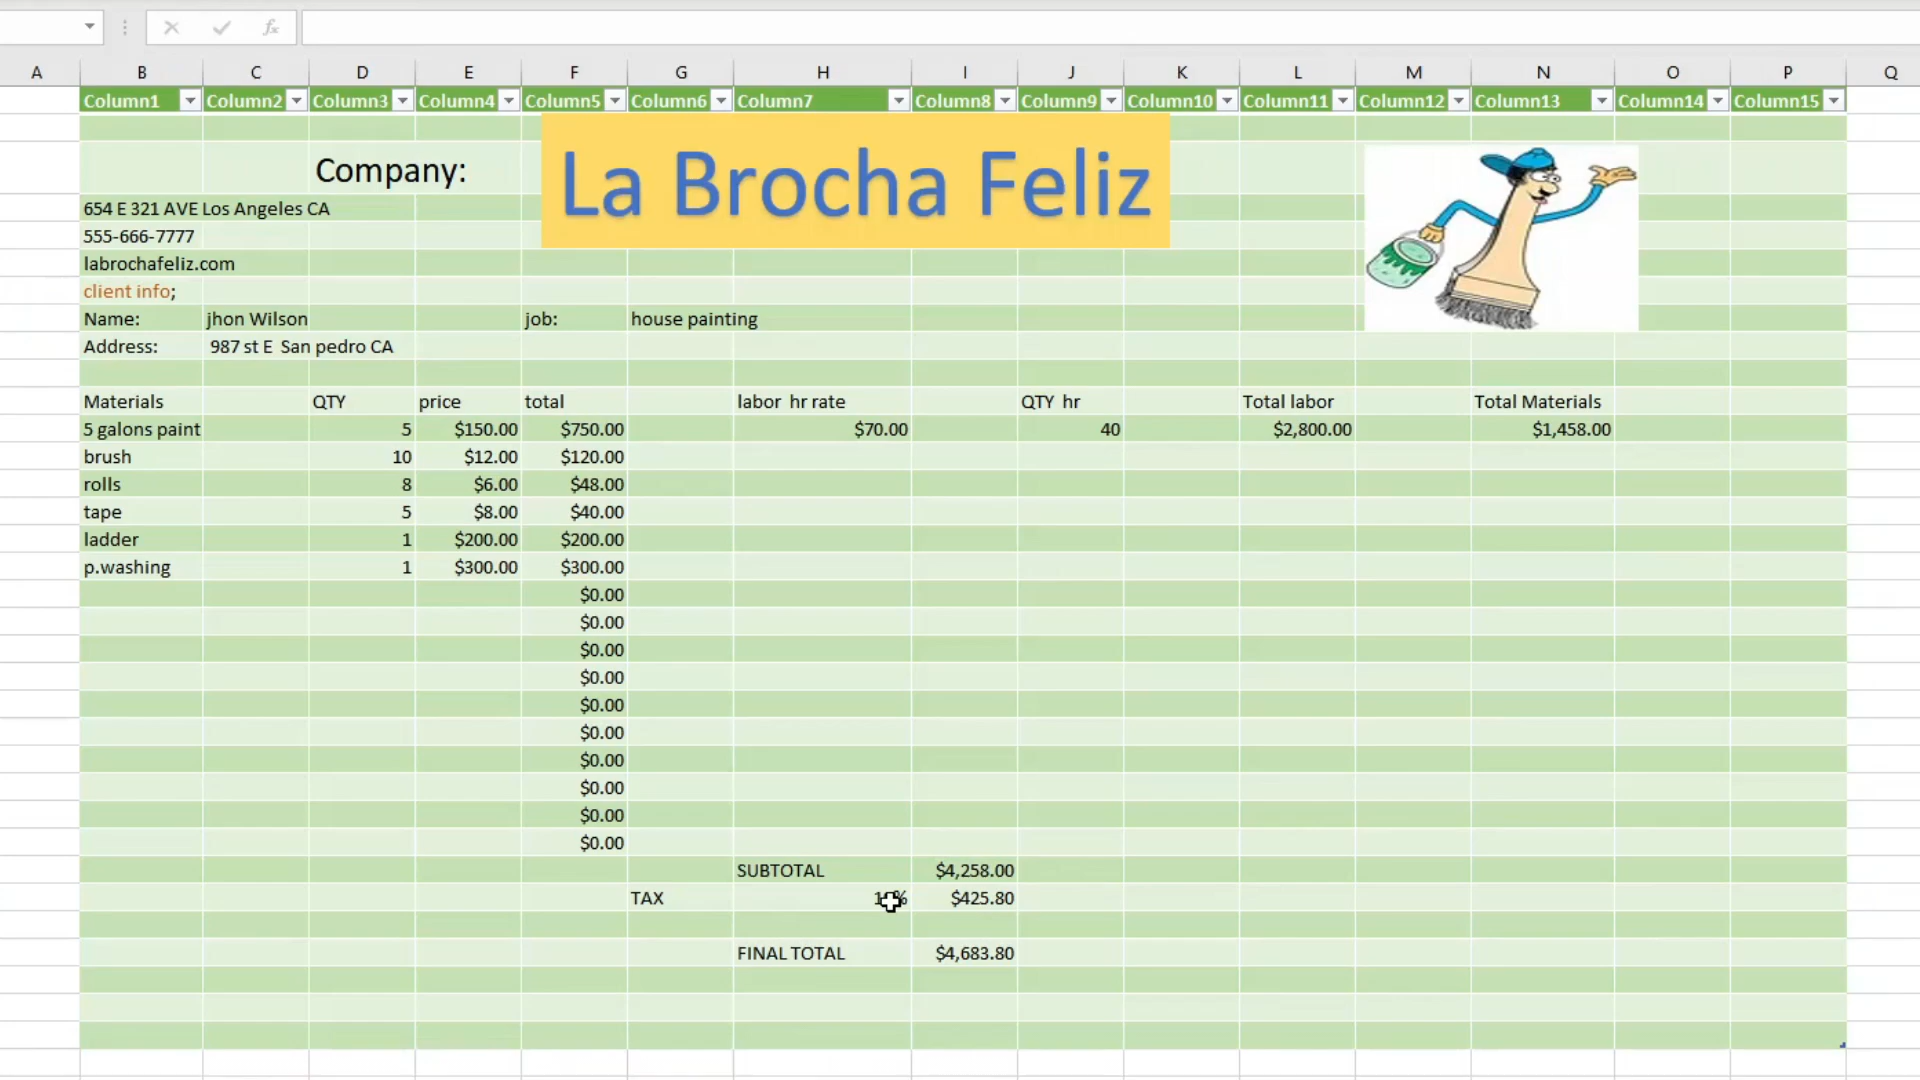 A B C D E F G H I J K L M N O P Q
Column1 Column2 Column3 Column4 Column5 Column6 Column7 Column8 Column9 Column10 Column11 Column12 Column13 Column14 Column15
Company: La Brocha Feliz
654 E 321 AVE Los Angeles CA
555-666-7777
labrochafeliz.com
client info;
Name: jhon Wilson job: house painting
Address: 987 st E San pedro CA
Materials QTY price total labor hr rate QTY hr Total labor Total Materials
5 galons paint 5 $150.00 $750.00 $70.00 40 $2,800.00 $1,458.00
brush 10 $12.00 $120.00
rolls 8 $6.00 $48.00
tape 5 $8.00 $40.00
ladder 1 $200.00 $200.00
p.washing 1 $300.00 $300.00
$0.00
$0.00
$0.00
$0.00
$0.00
$0.00
$0.00
$0.00
$0.00
$0.00
SUBTOTAL $4,258.00
TAX $425.80
FINAL TOTAL $4,683.80